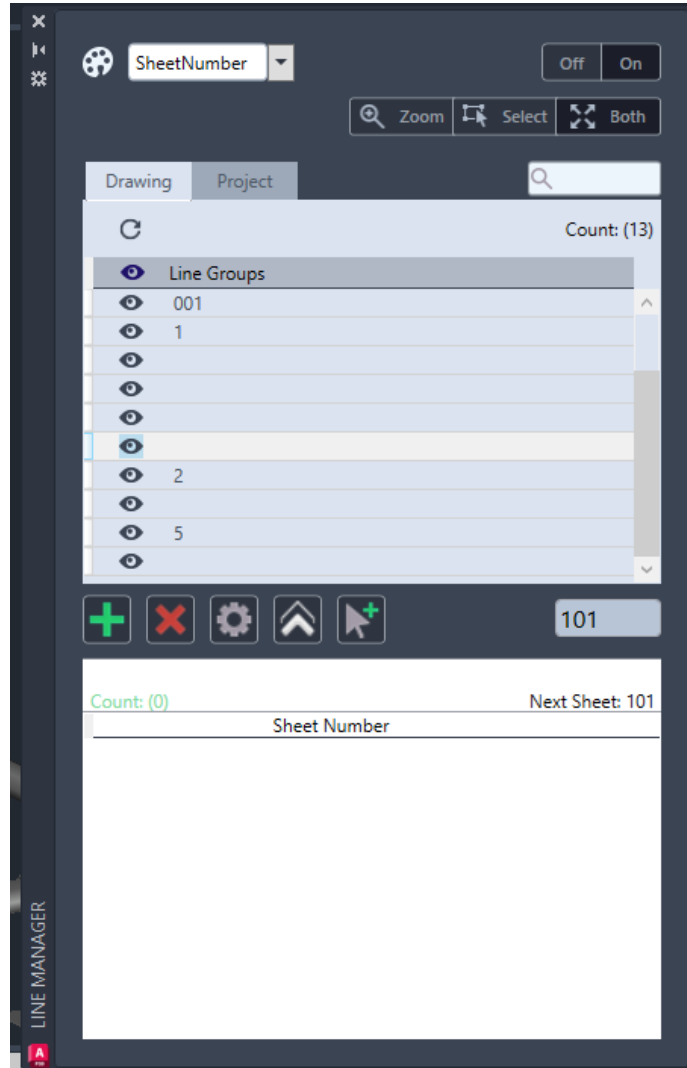 SheetNumber
Off On
Zoom Select Both
Drawing Project
Count: (13)
Line Groups
001
1
2
5
101
Count: (0) Next Sheet: 101
Sheet Number
LINE MANAGER
A